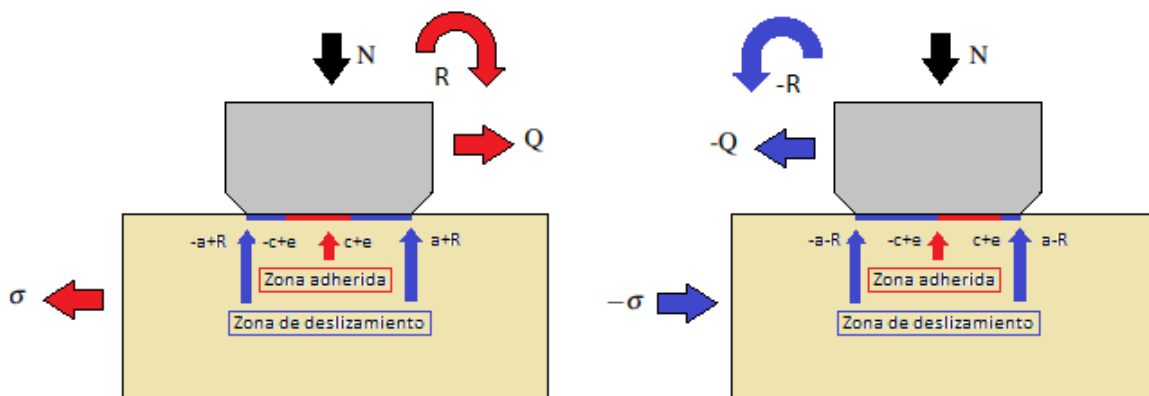 N
R
Q
-a+R
-c+e
c+e
a+R
Zona adherida
σ
Zona de deslizamiento
N
-R
-Q
-a-R
-c+e
c+e
a-R
Zona adherida
−σ
Zona de deslizamiento